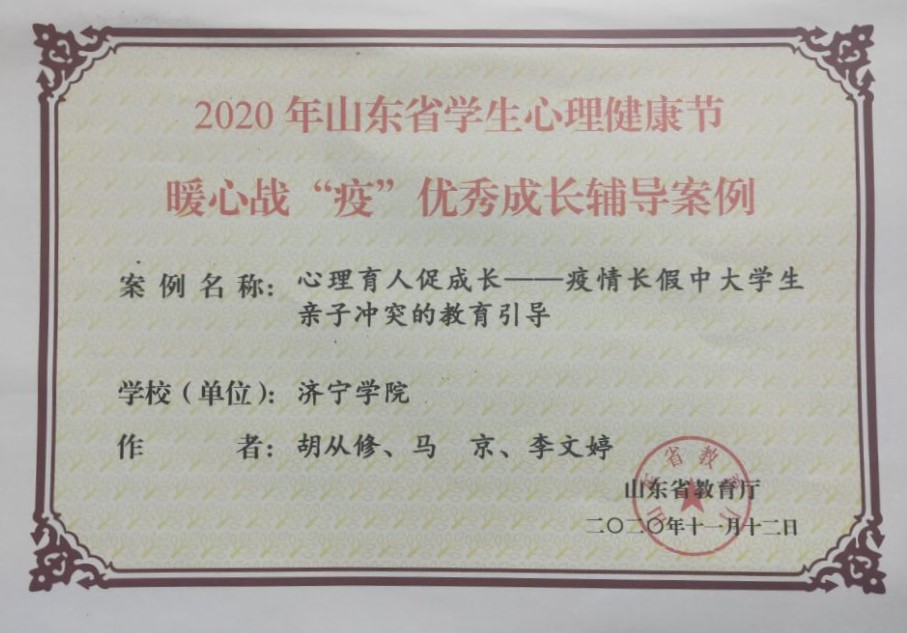 2020年山东省学生心理健康节
暖心战“疫”优秀成长辅导案例
案例名称：心理育人促成长——疫情长假中大学生
亲子冲突的教育引导
学校（单位）：济宁学院
作者：胡从修、马　京、李文婷
山东省教育厅
二〇二〇年十一月十二日